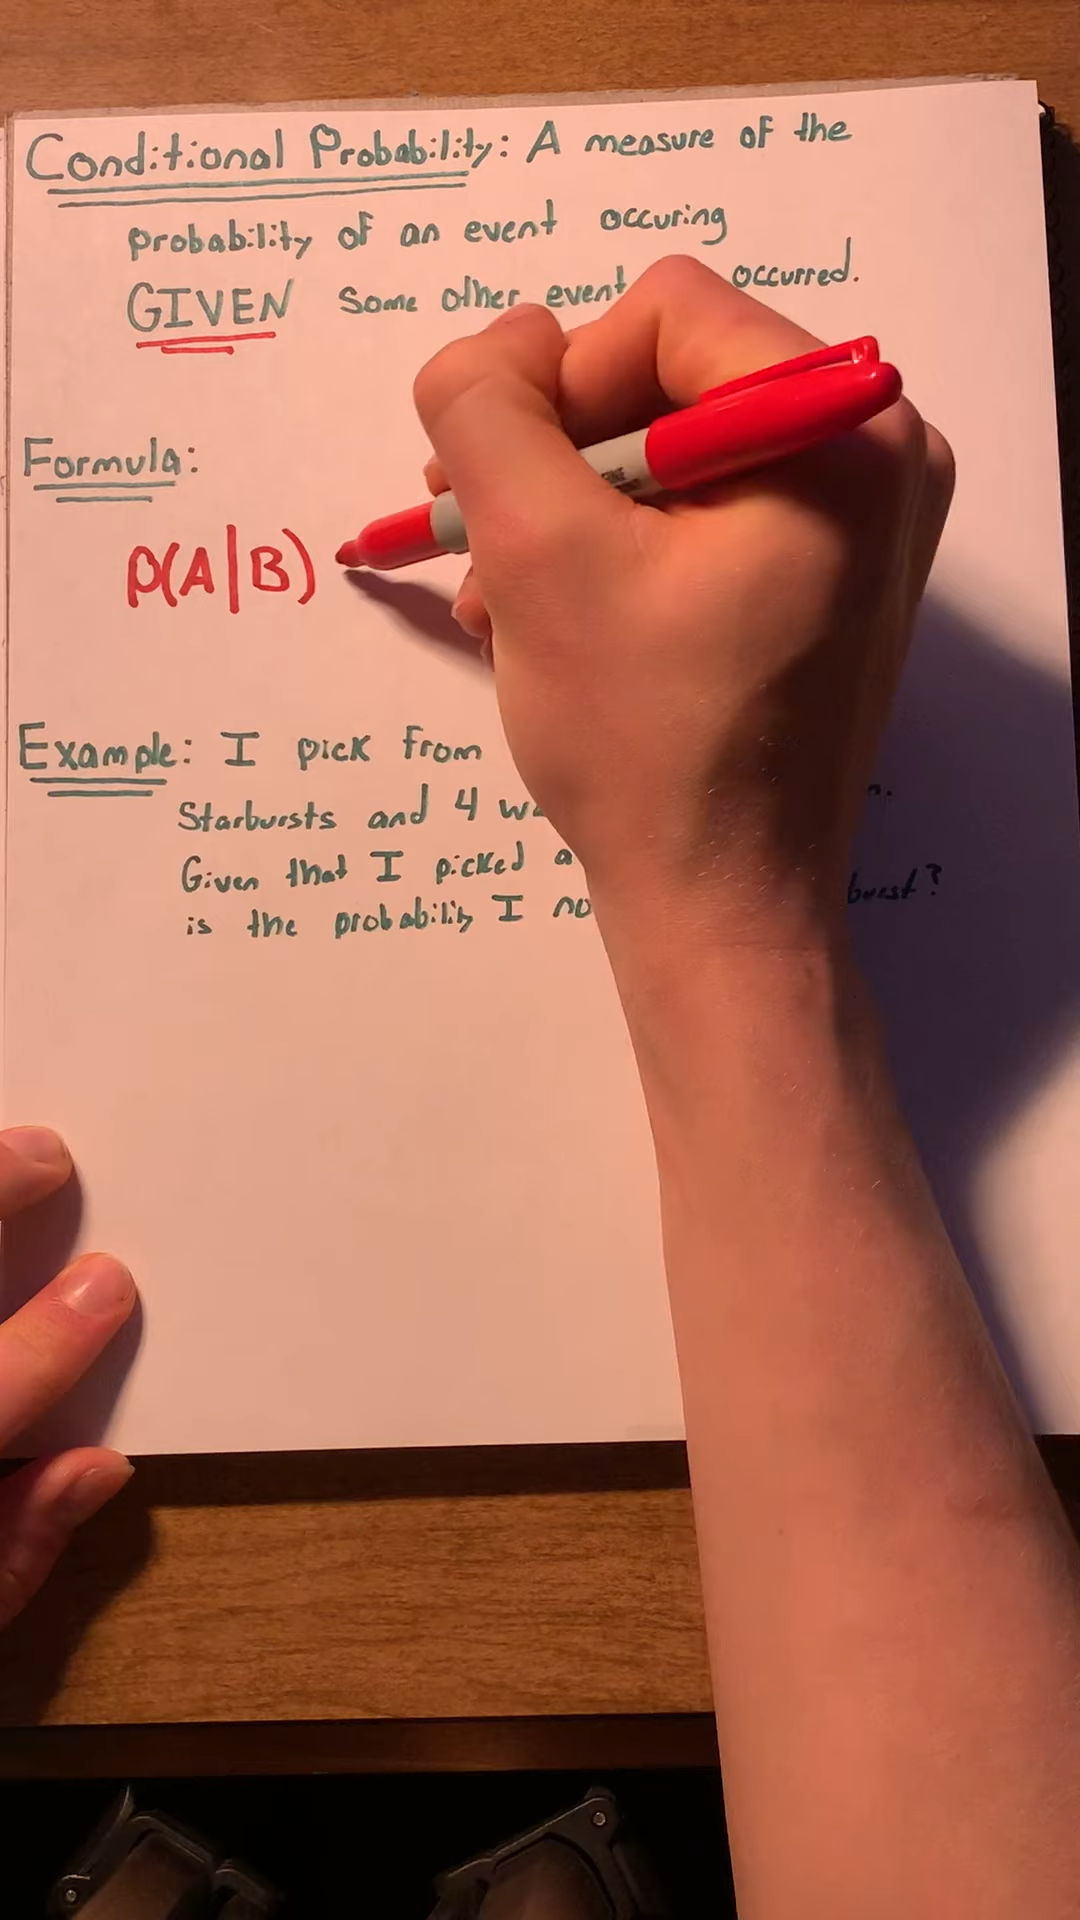 Conditional Probability: A measure of the
probability of an event occuring
GIVEN some other event occurred.
Formula:
P(A|B)
Example: I pick from
Starbursts and 4
Given that I picked a
is the probability I